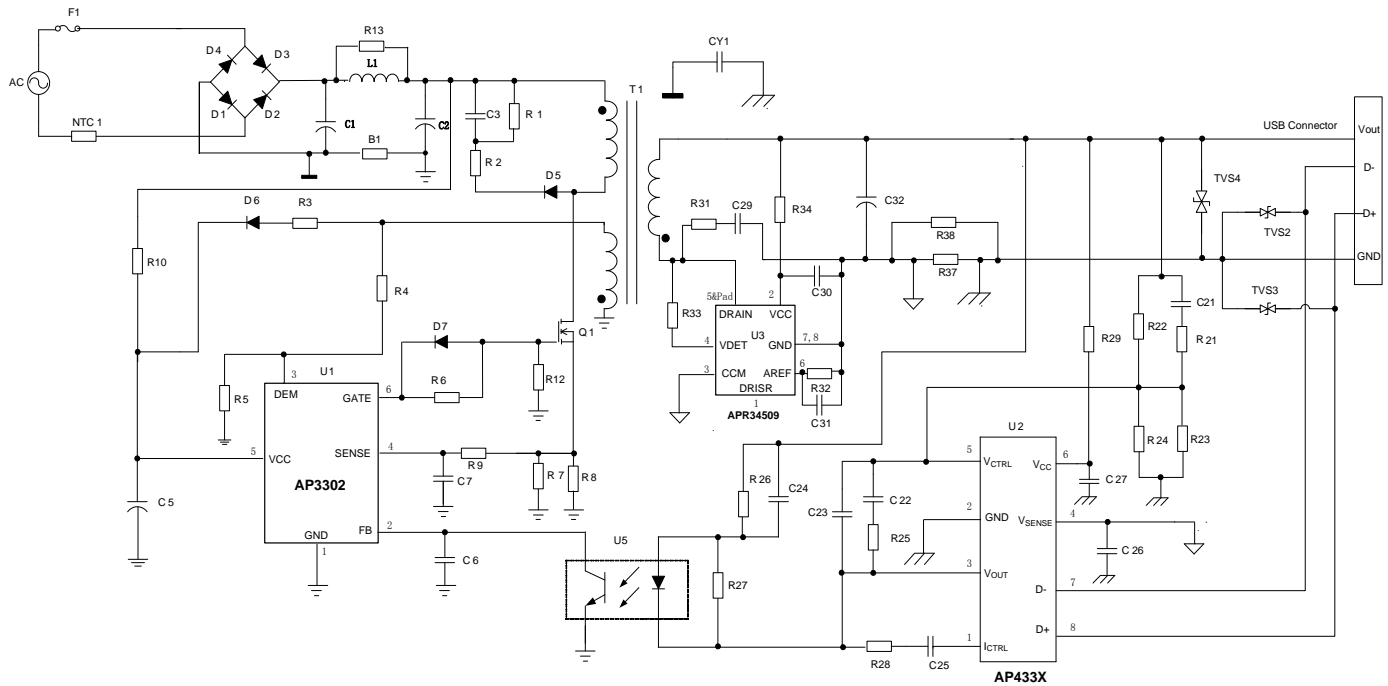 F1
AC
NTC 1
D4
D3
D1
D2
R13
L1
C1
B1
C2
C3
R 1
R 2
D5
T1
CY1
D6
R3
R10
R4
R5
D7
R6
R12
Q1
U1
3
DEM
GATE
6
5
VCC
SENSE
4
AP3302
FB
2
GND
1
C 5
R9
C 7
R 7
R 8
C 6
U5
R31
C29
R33
R34
C32
C30
5&Pad
2
DRAIN
VCC
U3
4
VDET
GND
7, 8
3
CCM
AREF
6
DRISR
1
APR34509
R32
C31
R38
R37
USB Connector
Vout
D-
D+
GND
TVS4
TVS2
TVS3
R29
R22
C21
R 21
R24
R23
R 26
C24
R27
C23
C 22
R25
R28
C25
U2
5
VCTRL
VCC
6
2
GND
VSENSE
4
3
VOUT
D-
7
D+
8
1
ICTRL
AP433X
C 27
C 26